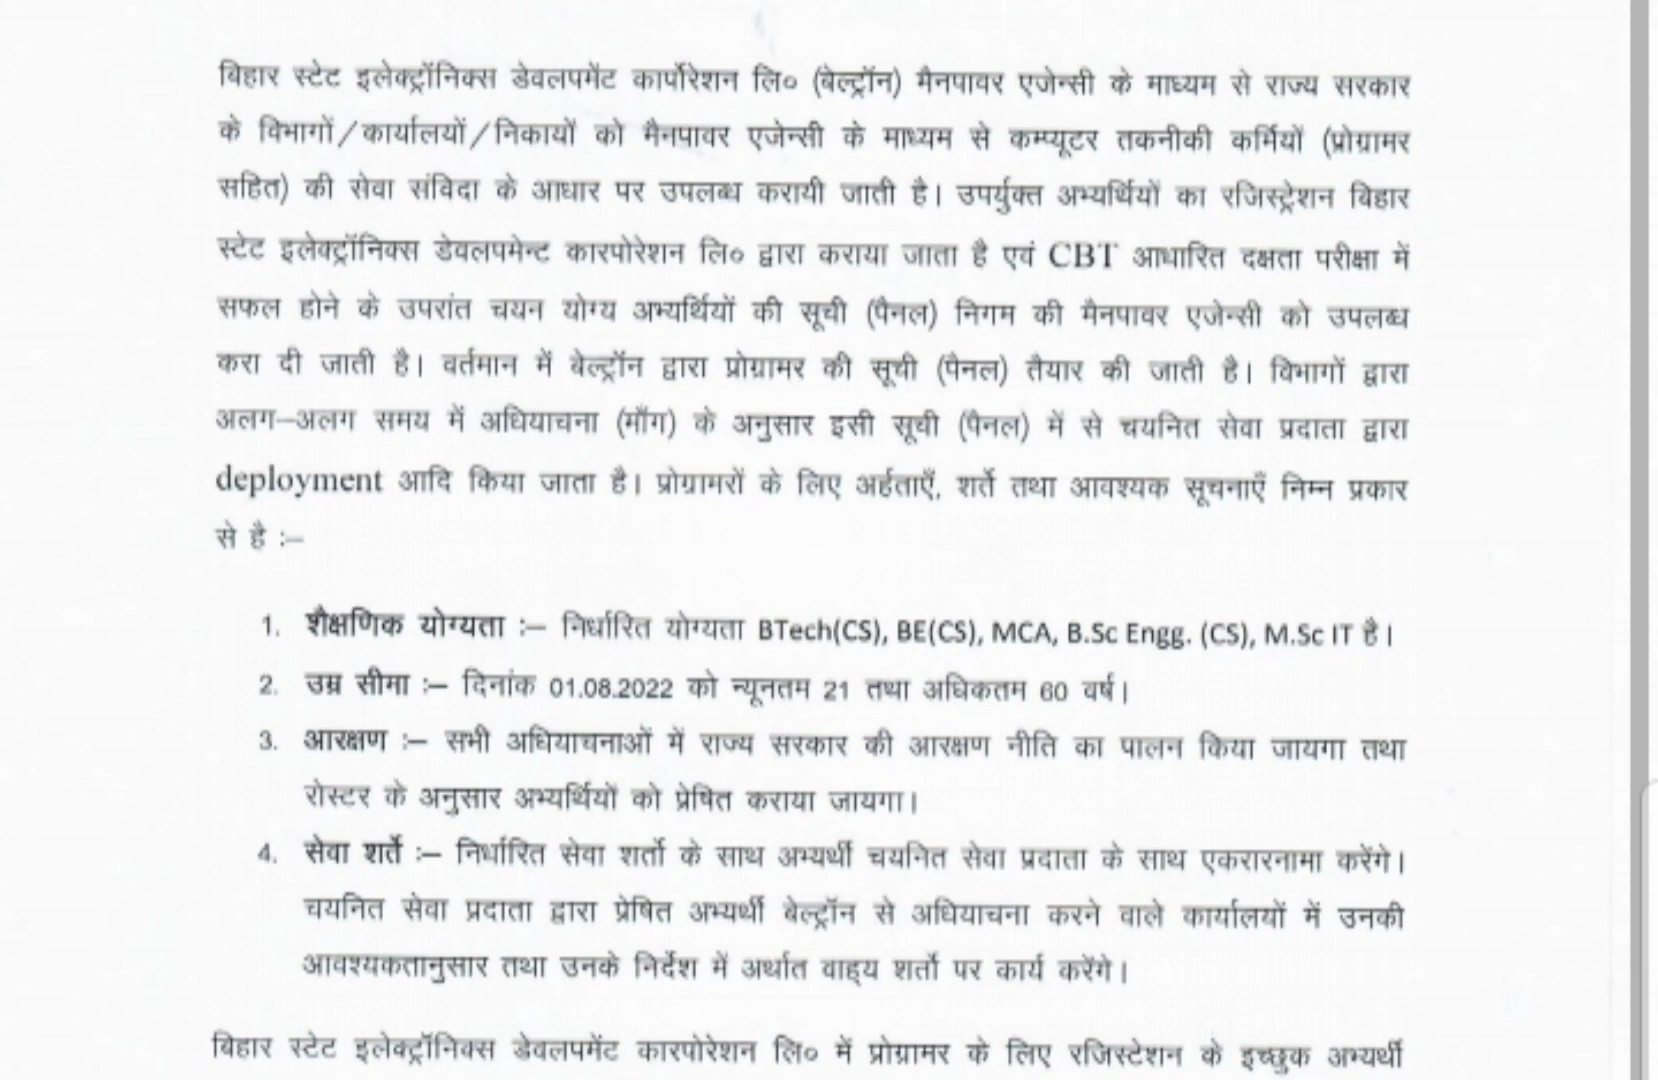 बिहार स्टेट इलेक्ट्रॉनिक्स डेवलपमेंट कार्पोरेशन लि० (बेल्ट्रॉन) मैनपावर एजेन्सी के माध्यम से राज्य सरकार
के विभागों/कार्यालयों/निकायों को मैनपावर एजेन्सी के माध्यम से कम्प्यूटर तकनीकी कर्मियों (प्रोग्रामर
सहित) की सेवा संविदा के आधार पर उपलब्ध करायी जाती है। उपर्युक्त अभ्यर्थियों का रजिस्ट्रेशन बिहार
स्टेट इलेक्ट्रॉनिक्स डेवलपमेन्ट कारपोरेशन लि० द्वारा कराया जाता है एवं CBT आधारित दक्षता परीक्षा में
सफल होने के उपरांत चयन योग्य अभ्यर्थियों की सूची (पैनल) निगम की मैनपावर एजेन्सी को उपलब्ध
करा दी जाती है। वर्तमान में बेल्ट्रॉन द्वारा प्रोग्रामर की सूची (पैनल) तैयार की जाती है। विभागों द्वारा
अलग–अलग समय में अधियाचना (माँग) के अनुसार इसी सूची (पैनल) में से चयनित सेवा प्रदाता द्वारा
deployment आदि किया जाता है। प्रोग्रामरों के लिए अर्हताएँ, शर्ते तथा आवश्यक सूचनाएँ निम्न प्रकार
से है :–
1. शैक्षणिक योग्यता :– निर्धारित योग्यता BTech(CS), BE(CS), MCA, B.Sc Engg. (CS), M.Sc IT है।
2. उम्र सीमा :– दिनांक 01.08.2022 को न्यूनतम 21 तथा अधिकतम 60 वर्ष।
3. आरक्षण :– सभी अधियाचनाओं में राज्य सरकार की आरक्षण नीति का पालन किया जायगा तथा
रोस्टर के अनुसार अभ्यर्थियों को प्रेषित कराया जायगा।
4. सेवा शर्ते :– निर्धारित सेवा शर्तो के साथ अभ्यर्थी चयनित सेवा प्रदाता के साथ एकरारनामा करेंगे।
चयनित सेवा प्रदाता द्वारा प्रेषित अभ्यर्थी बेल्ट्रॉन से अधियाचना करने वाले कार्यालयों में उनकी
आवश्यकतानुसार तथा उनके निर्देश में अर्थात वाह्य शर्तो पर कार्य करेंगे।
बिहार स्टेट इलेक्ट्रॉनिक्स डेवलपमेंट कारपोरेशन लि० में प्रोग्रामर के लिए रजिस्टेशन के इच्छुक अभ्यर्थी